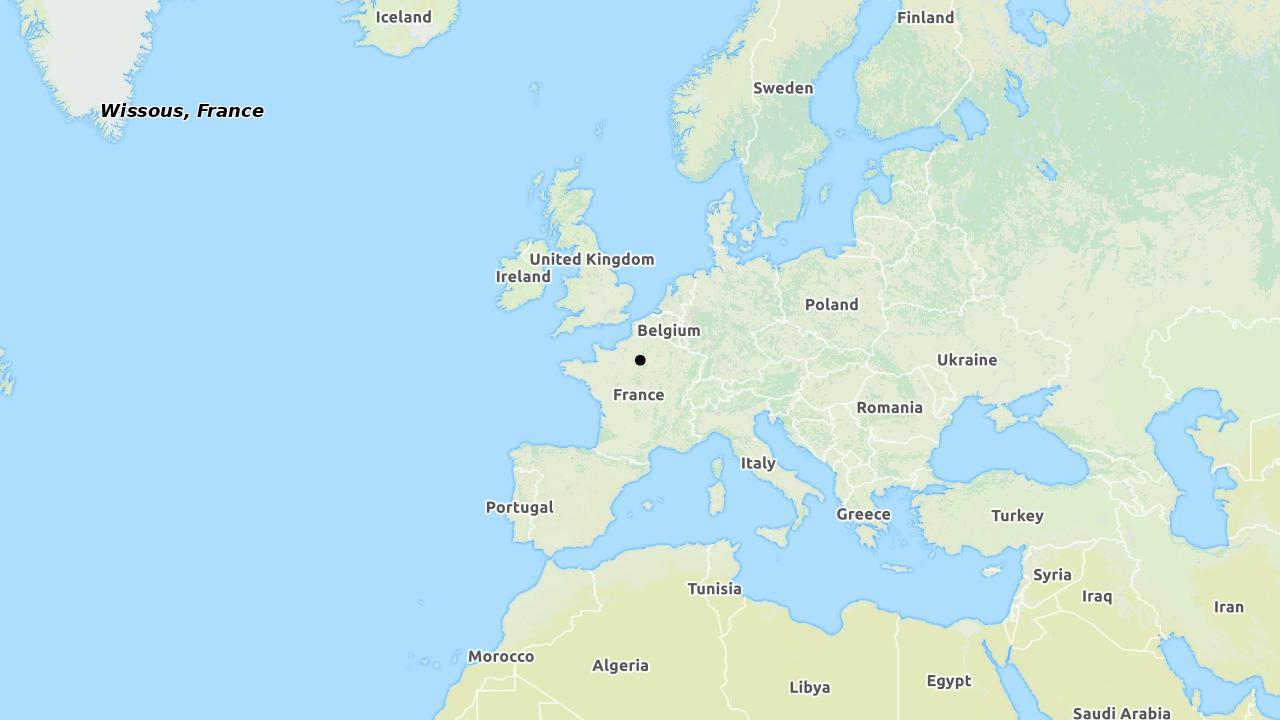 Iceland
Finland
Sweden
Wissous, France
United Kingdom
Ireland
Poland
Belgium
Ukraine
France
Romania
Italy
Portugal
Greece
Turkey
Syria
Tunisia
Iraq
Iran
Morocco
Algeria
Egypt
Libya
Saudi Arabia